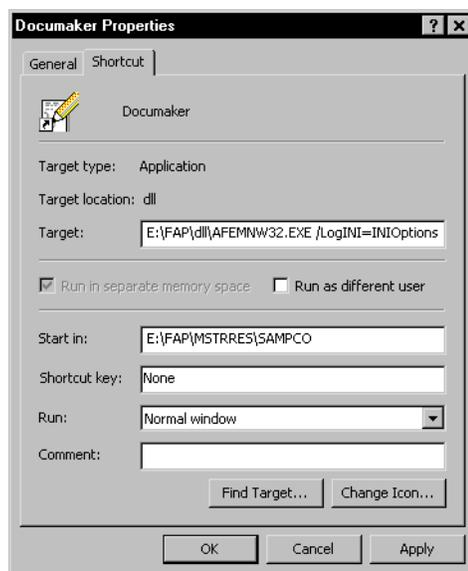 Documaker Properties
General Shortcut
Documaker
Target type: Application
Target location: dll
Target: E:\FAP\dll\AFEMNW32.EXE /LogINI=INIOptions
Run in separate memory space Run as different user
Start in: E:\FAP\MSTRRES\SAMPCO
Shortcut key: None
Run: Normal window
Comment:
Find Target... Change Icon...
OK Cancel Apply